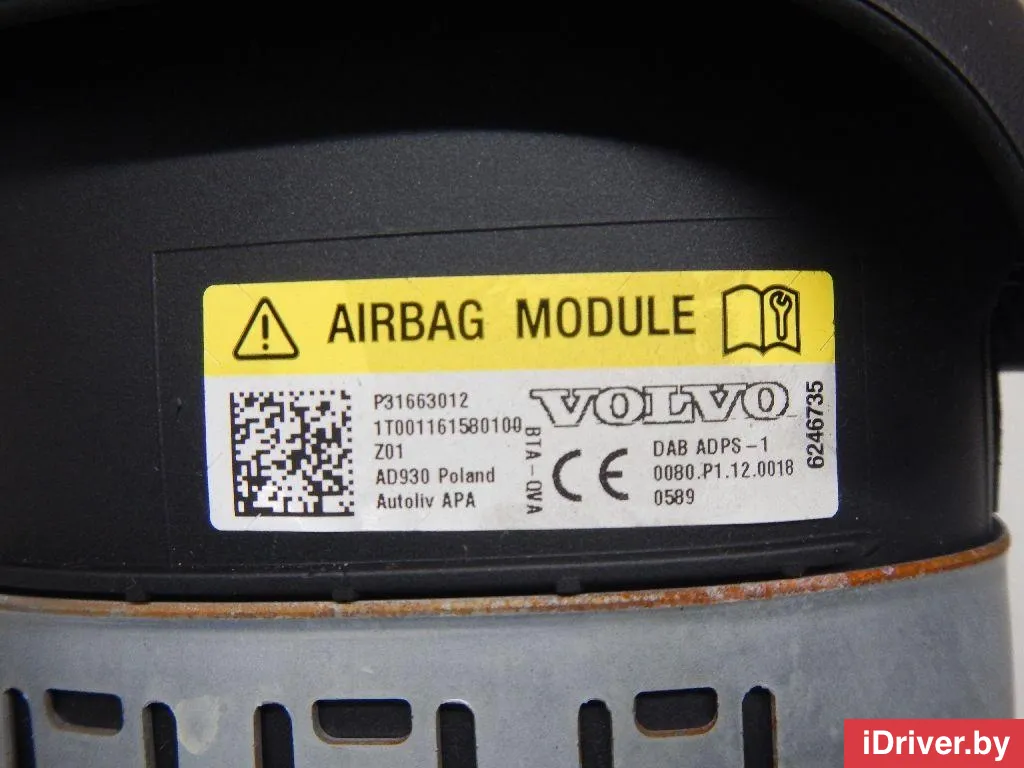 AIRBAG MODULE
P31663012
1T001161580100
Z01
AD930 Poland
Autoliv APA
BTA-QVA
VOLVO
CE
DAB ADPS-1
0080.P1.12.0018
0589
6246735
iDriver.by